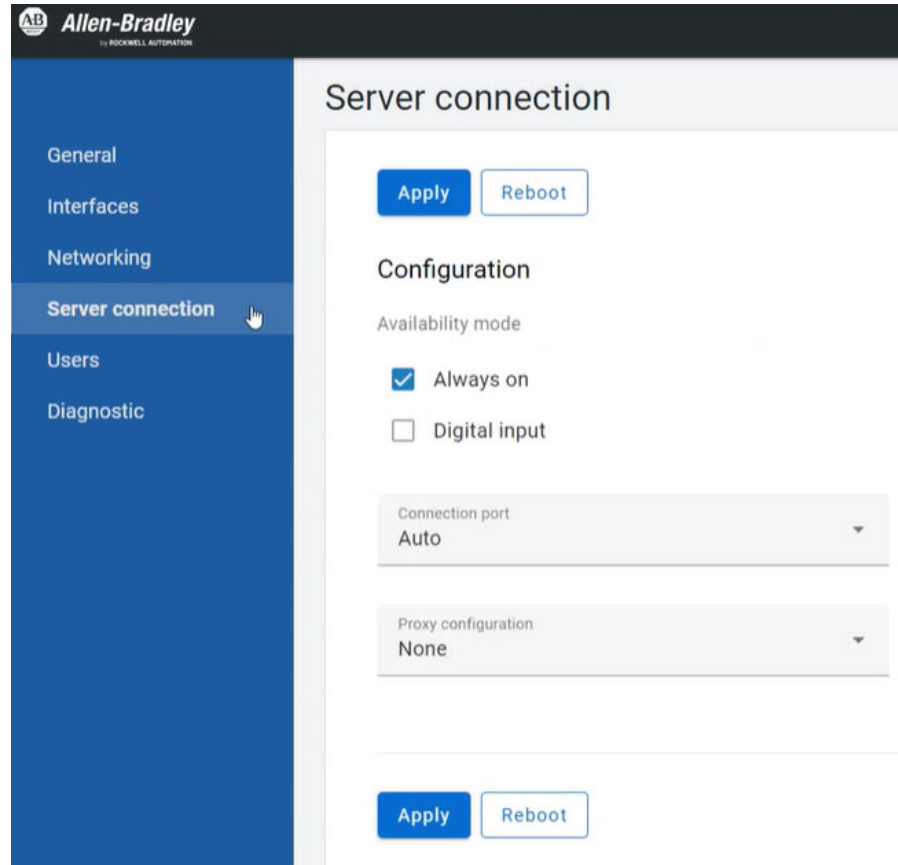 AB
Allen-Bradley
by ROCKWELL AUTOMATION
General
Interfaces
Networking
Server connection
Users
Diagnostic
Server connection
Apply Reboot
Configuration
Availability mode
Always on
Digital input
Connection port
Auto
Proxy configuration
None
Apply Reboot